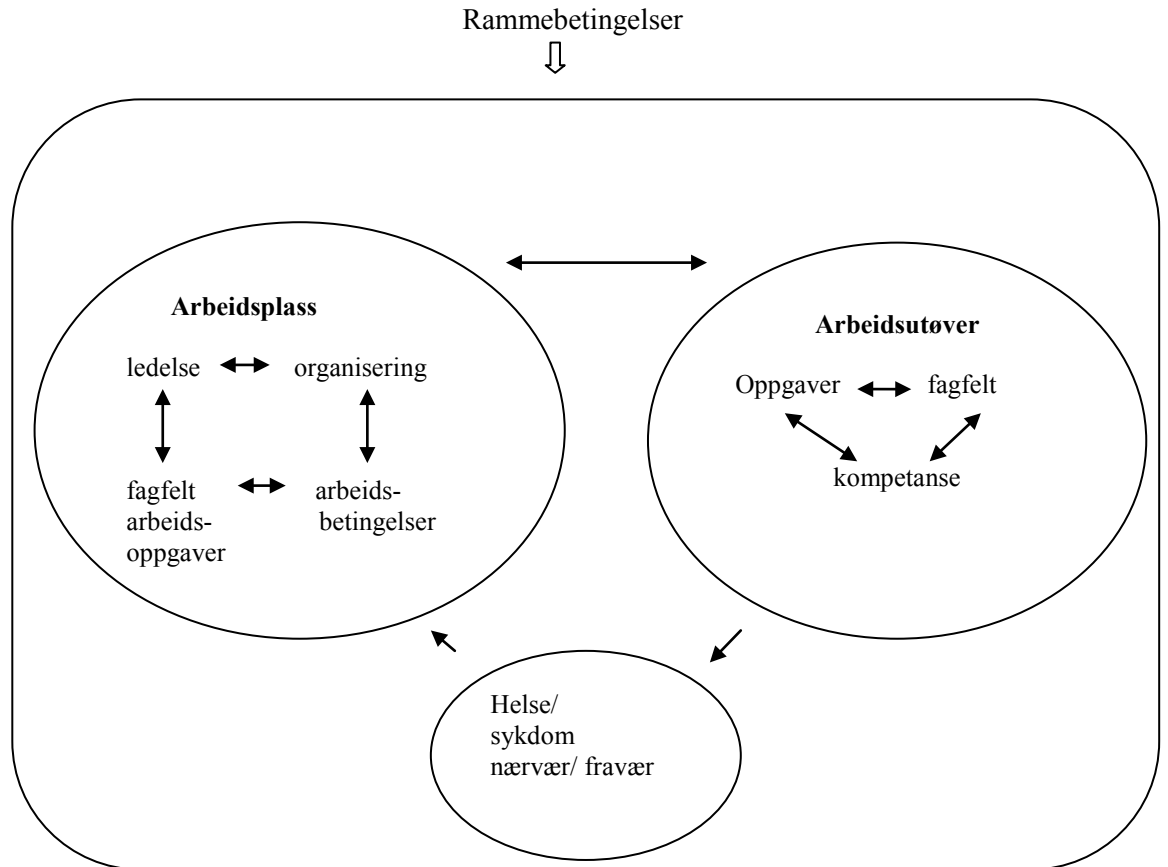 Rammebetingelser
Arbeidsplass
ledelse
organisering
fagfelt
arbeids-
oppgaver
arbeids-
betingelser
Arbeidsutøver
Oppgaver
fagfelt
kompetanse
Helse/
sykdom
nærvær/ fravær